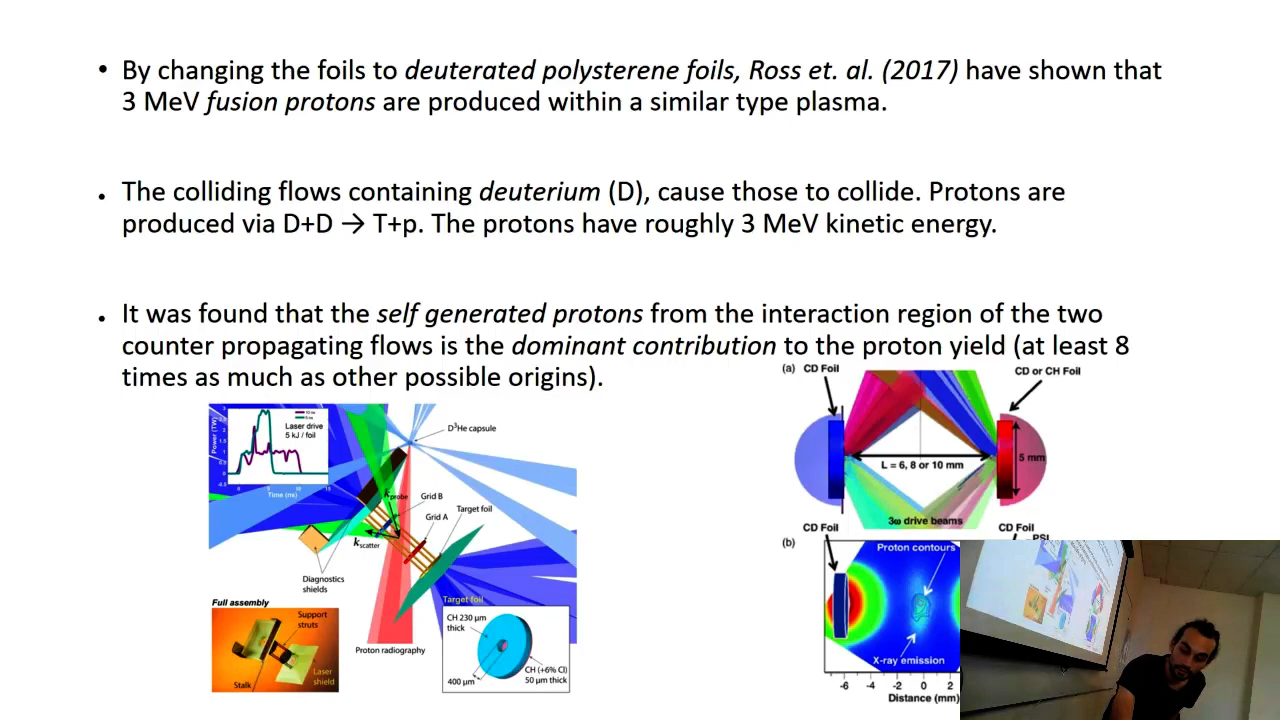 • By changing the foils to deuterated polysterene foils, Ross et. al. (2017) have shown that
3 MeV fusion protons are produced within a similar type plasma.
• The colliding flows containing deuterium (D), cause those to collide. Protons are
produced via D+D → T+p. The protons have roughly 3 MeV kinetic energy.
• It was found that the self generated protons from the interaction region of the two
counter propagating flows is the dominant contribution to the proton yield (at least 8
times as much as other possible origins).
Laser drive
5 kJ / foil
Power (TW)
Time (ns)
D³He capsule
k probe
Grid B
Grid A
Target foil
k scatter
Diagnostics
shields
Full assembly
Support
struts
Laser
shield
Stalk
Proton radiography
Target foil
CH 230 µm
thick
400 µm
CH (+6% Cl)
50 µm thick
(a) CD Foil
CD or CH Foil
5 mm
L = 6, 8 or 10 mm
3ω drive beams
CD Foil
CD Foil
(b)
Proton contours
X-ray emission
-6 -4 -2 0 2
Distance (mm)